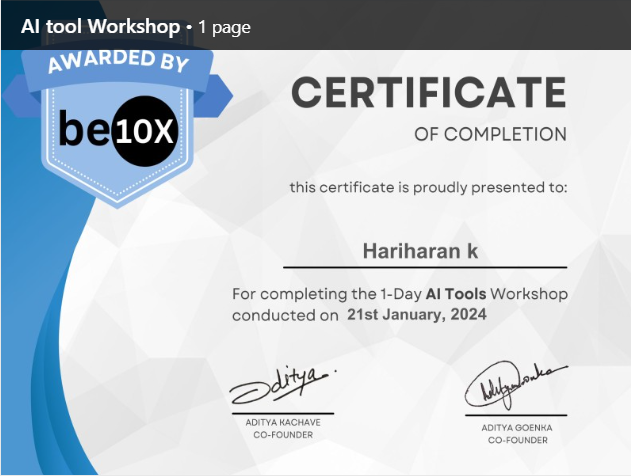 AI tool Workshop • 1 page
AWARDED BY
be10X
CERTIFICATE
OF COMPLETION
this certificate is proudly presented to:
Hariharan k
For completing the 1-Day AI Tools Workshop
conducted on 21st January, 2024
Aditya.
ADITYA KACHAVE
CO-FOUNDER
ADITYA GOENKA
CO-FOUNDER